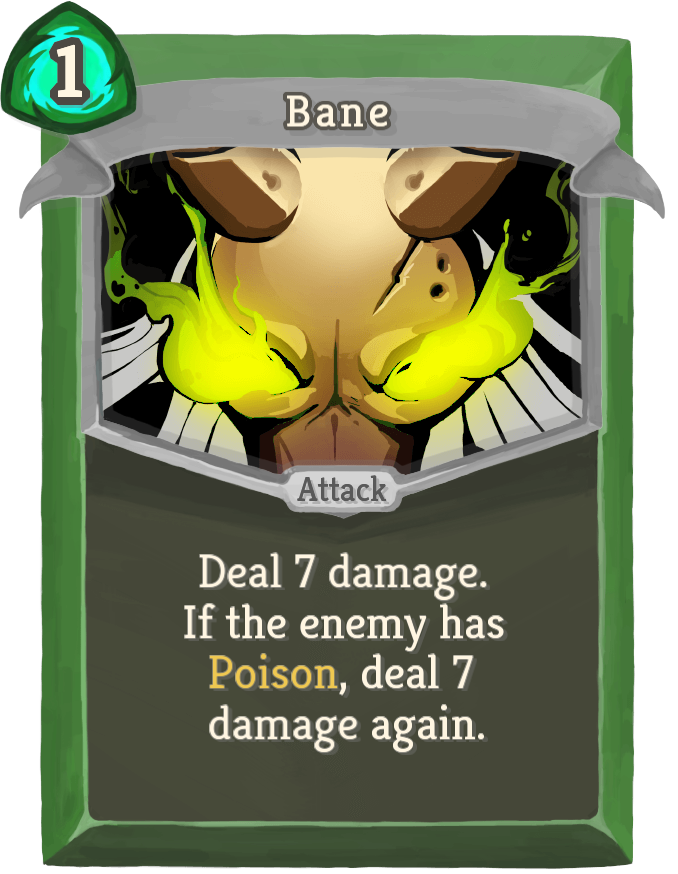 1
Bane
Attack
Deal 7 damage.
If the enemy has
Poison, deal 7
damage again.